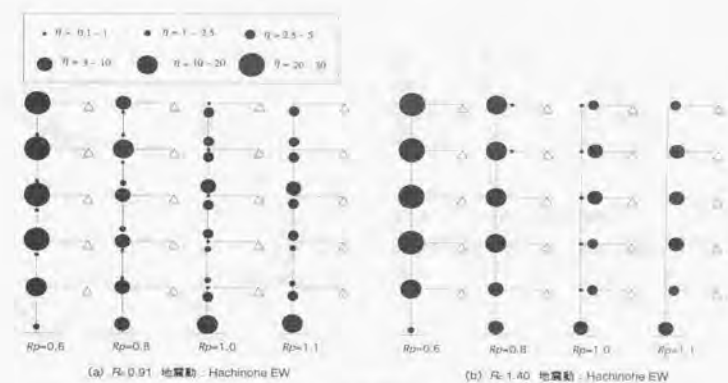 η = 0.1−1 η = 1−2.5 η = 2.5−5
η = 5−10 η = 10−20 η = 20−30
Rp=0.6 Rp=0.8 Rp=1.0 Rp=1.1
(a) R=0.91 地震動：Hachinohe EW
Rp=0.6 Rp=0.8 Rp=1.0 Rp=1.1
(b) R=1.40 地震動：Hachinohe EW